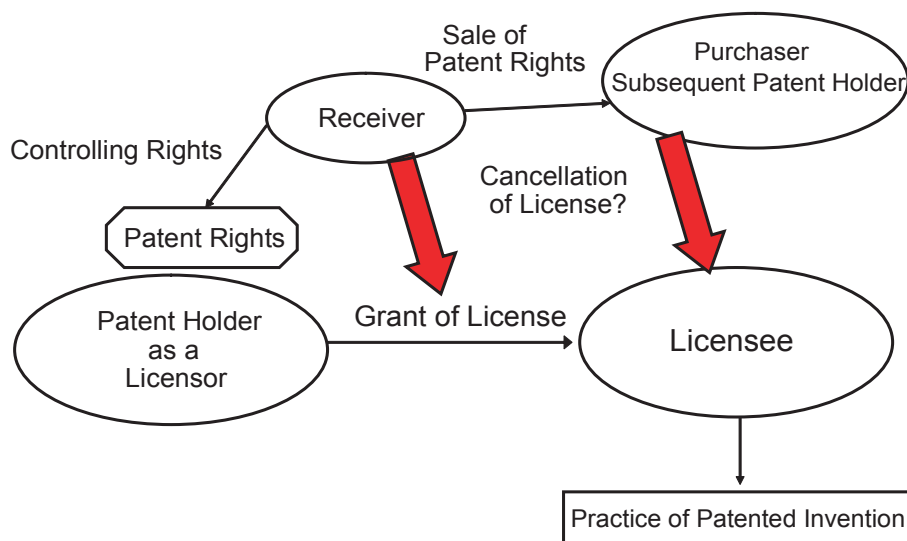 Sale of
Patent Rights
Purchaser
Subsequent Patent Holder
Receiver
Controlling Rights
Cancellation
of License?
Patent Rights
Patent Holder
as a
Licensor
Grant of License
Licensee
Practice of Patented Invention